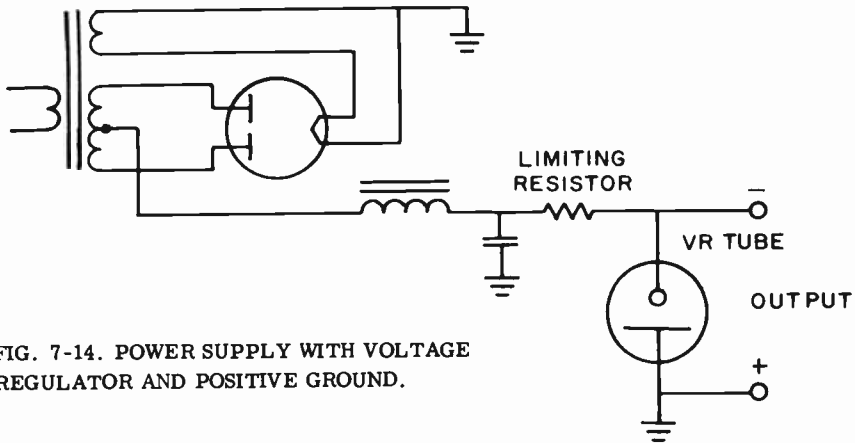 LIMITING
RESISTOR
−
VR TUBE
OUTPUT
+
FIG. 7-14. POWER SUPPLY WITH VOLTAGE
REGULATOR AND POSITIVE GROUND.